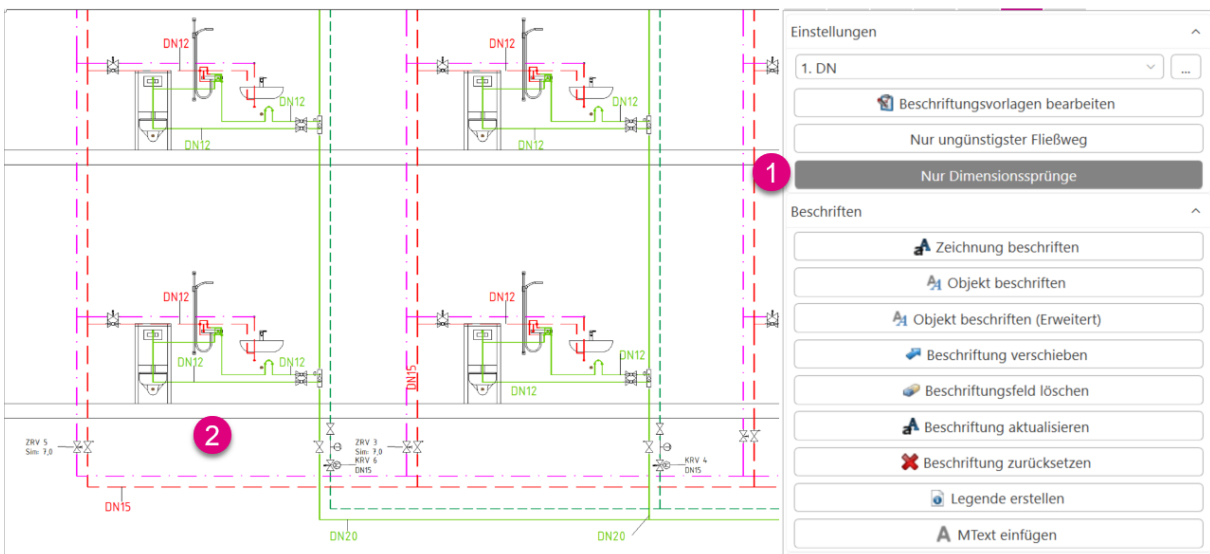 DN12
DN12
DN12
DN12
DN12
DN12
DN12
DN12
DN12
DN12
DN12
DN15
DN12
DN12
2
ZRV 5
Sim: 7,0
ZRV 3
Sim: 7,0
KRV 6
DN15
KRV 4
DN15
DN15
DN20
DN20
Einstellungen
1. DN
...
Beschriftungsvorlagen bearbeiten
Nur ungünstigster Fließweg
1
Nur Dimensionssprünge
Beschriften
Zeichnung beschriften
Objekt beschriften
Objekt beschriften (Erweitert)
Beschriftung verschieben
Beschriftungsfeld löschen
Beschriftung aktualisieren
Beschriftung zurücksetzen
Legende erstellen
MText einfügen